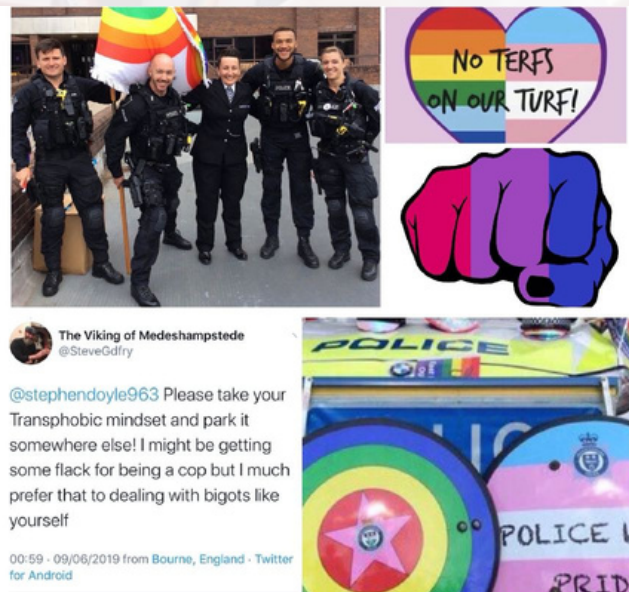 POLICE
NO TERFS
ON OUR TURF!
The Viking of Medeshampstede
@SteveGdfry
@stephendoyle963 Please take your
Transphobic mindset and park it
somewhere else! I might be getting
some flack for being a cop but I much
prefer that to dealing with bigots like
yourself
00:59 - 09/06/2019 from Bourne, England · Twitter
for Android
POLICE
LIC
POLICE
PRID